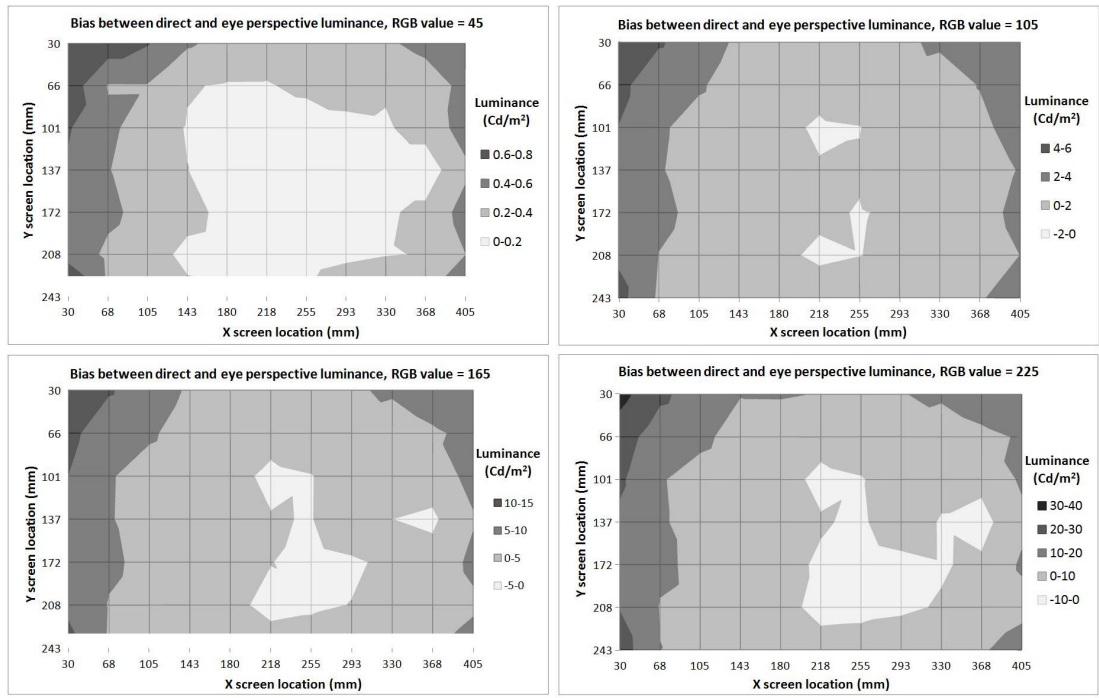 Bias between direct and eye perspective luminance, RGB value = 45
Y screen location (mm)
30
66
101
137
172
208
243
30 68 105 143 180 218 255 293 330 368 405
X screen location (mm)
Luminance
(Cd/m²)
0.6-0.8
0.4-0.6
0.2-0.4
0-0.2
Bias between direct and eye perspective luminance, RGB value = 105
Y screen location (mm)
30
66
101
137
172
208
243
30 68 105 143 180 218 255 293 330 368 405
X screen location (mm)
Luminance
(Cd/m²)
4-6
2-4
0-2
-2-0
Bias between direct and eye perspective luminance, RGB value = 165
Y screen location (mm)
30
66
101
137
172
208
243
30 68 105 143 180 218 255 293 330 368 405
X screen location (mm)
Luminance
(Cd/m²)
10-15
5-10
0-5
-5-0
Bias between direct and eye perspective luminance, RGB value = 225
Y screen location (mm)
30
66
101
137
172
208
243
30 68 105 143 180 218 255 293 330 368 405
X screen location (mm)
Luminance
(Cd/m²)
30-40
20-30
10-20
0-10
-10-0